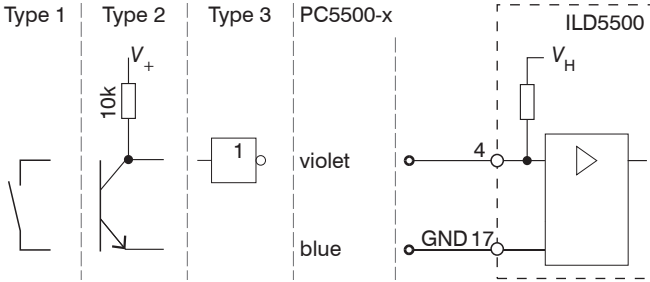 Type 1 Type 2 Type 3 PC5500-x ILD5500
V+ VH
10k
1 violet 4
blue GND 17